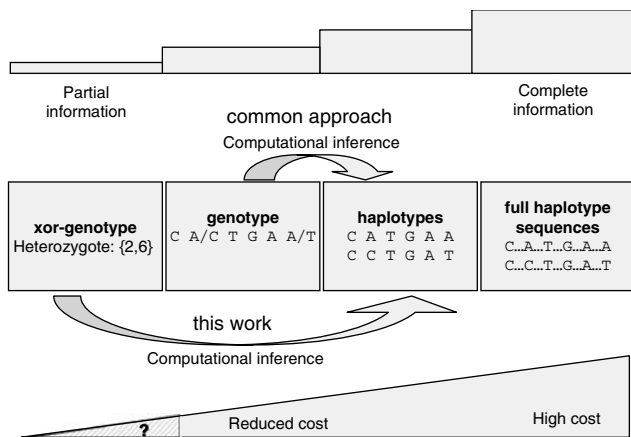 Partial
information
Complete
information
common approach
Computational inference
xor-genotype
Heterozygote: {2,6}
genotype
C A/C T G A A/T
haplotypes
C A T G A A
C C T G A T
full haplotype
sequences
C...A...T...G...A...A
C...C...T...G...A...T
this work
Computational inference
?
Reduced cost
High cost